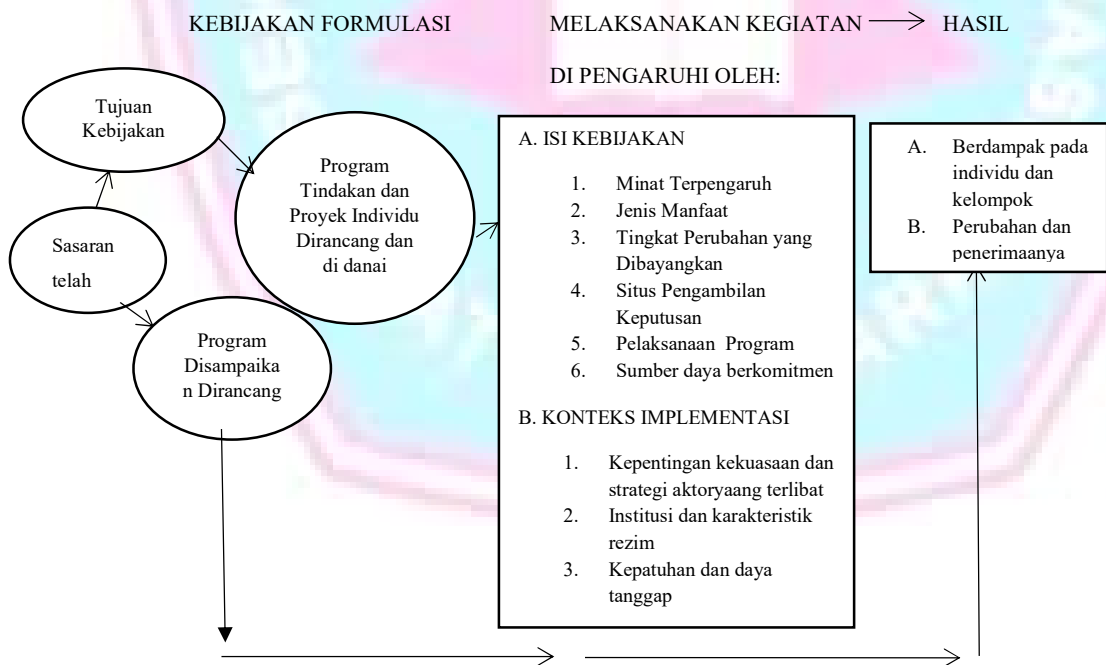 KEBIJAKAN FORMULASI
MELAKSANAKAN KEGIATAN
HASIL
DI PENGARUHI OLEH:
Tujuan
Kebijakan
Sasaran
telah
Program
Tindakan dan
Proyek Individu
Dirancang dan
di danai
Program
Disampaika
n Dirancang
A. ISI KEBIJAKAN
1. Minat Terpengaruh
2. Jenis Manfaat
3. Tingkat Perubahan yang
Dibayangkan
4. Situs Pengambilan
Keputusan
5. Pelaksanaan Program
6. Sumber daya berkomitmen
B. KONTEKS IMPLEMENTASI
1. Kepentingan kekuasaan dan
strategi aktoryaang terlibat
2. Institusi dan karakteristik
rezim
3. Kepatuhan dan daya
tanggap
A. Berdampak pada
individu dan
kelompok
B. Perubahan dan
penerimaanya